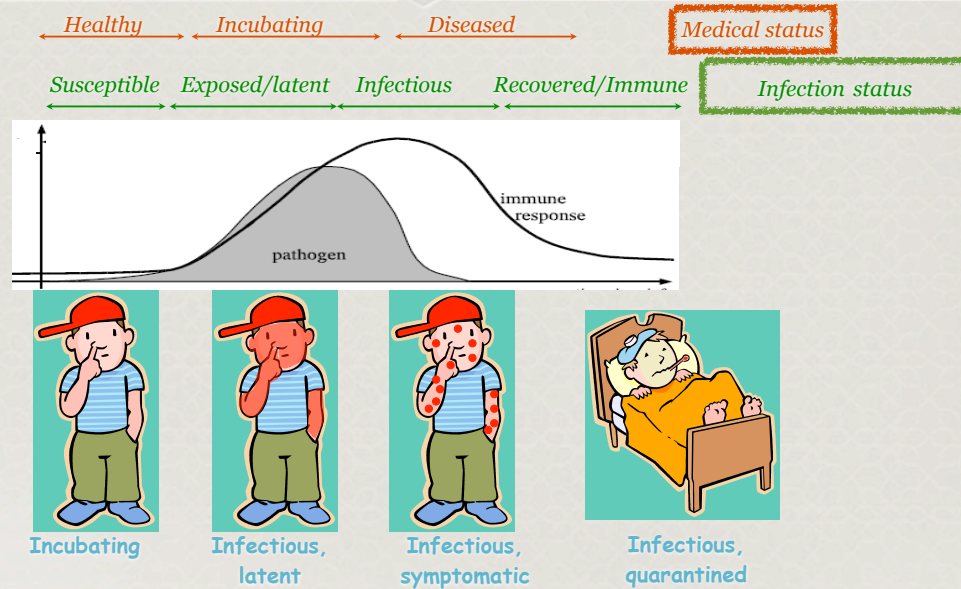 Healthy Incubating Diseased Medical status
Susceptible Exposed/latent Infectious Recovered/Immune Infection status
immune
response
pathogen
Incubating Infectious, Infectious, Infectious,
latent symptomatic quarantined